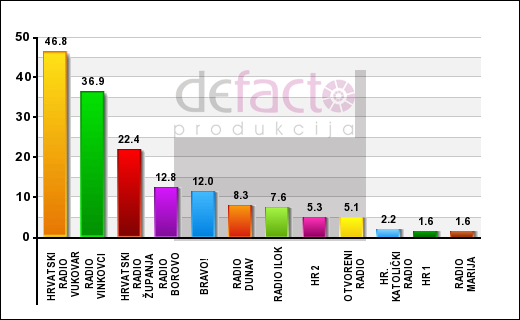 50
40
30
20
10
0
46.8
36.9
22.4
12.8
12.0
8.3
7.6
5.3
5.1
2.2
1.6
1.6
defacto
produkcija
HRVATSKI
RADIO
VUKOVAR
RADIO
VINKOVCI
HRVATSKI
RADIO
ŽUPANJA
RADIO
BOROVO
BRAVO!
RADIO
DUNAV
RADIO ILOK
HR 2
OTVORENI
RADIO
HR.
KATOLIČKI
RADIO
HR 1
RADIO
MARIJA